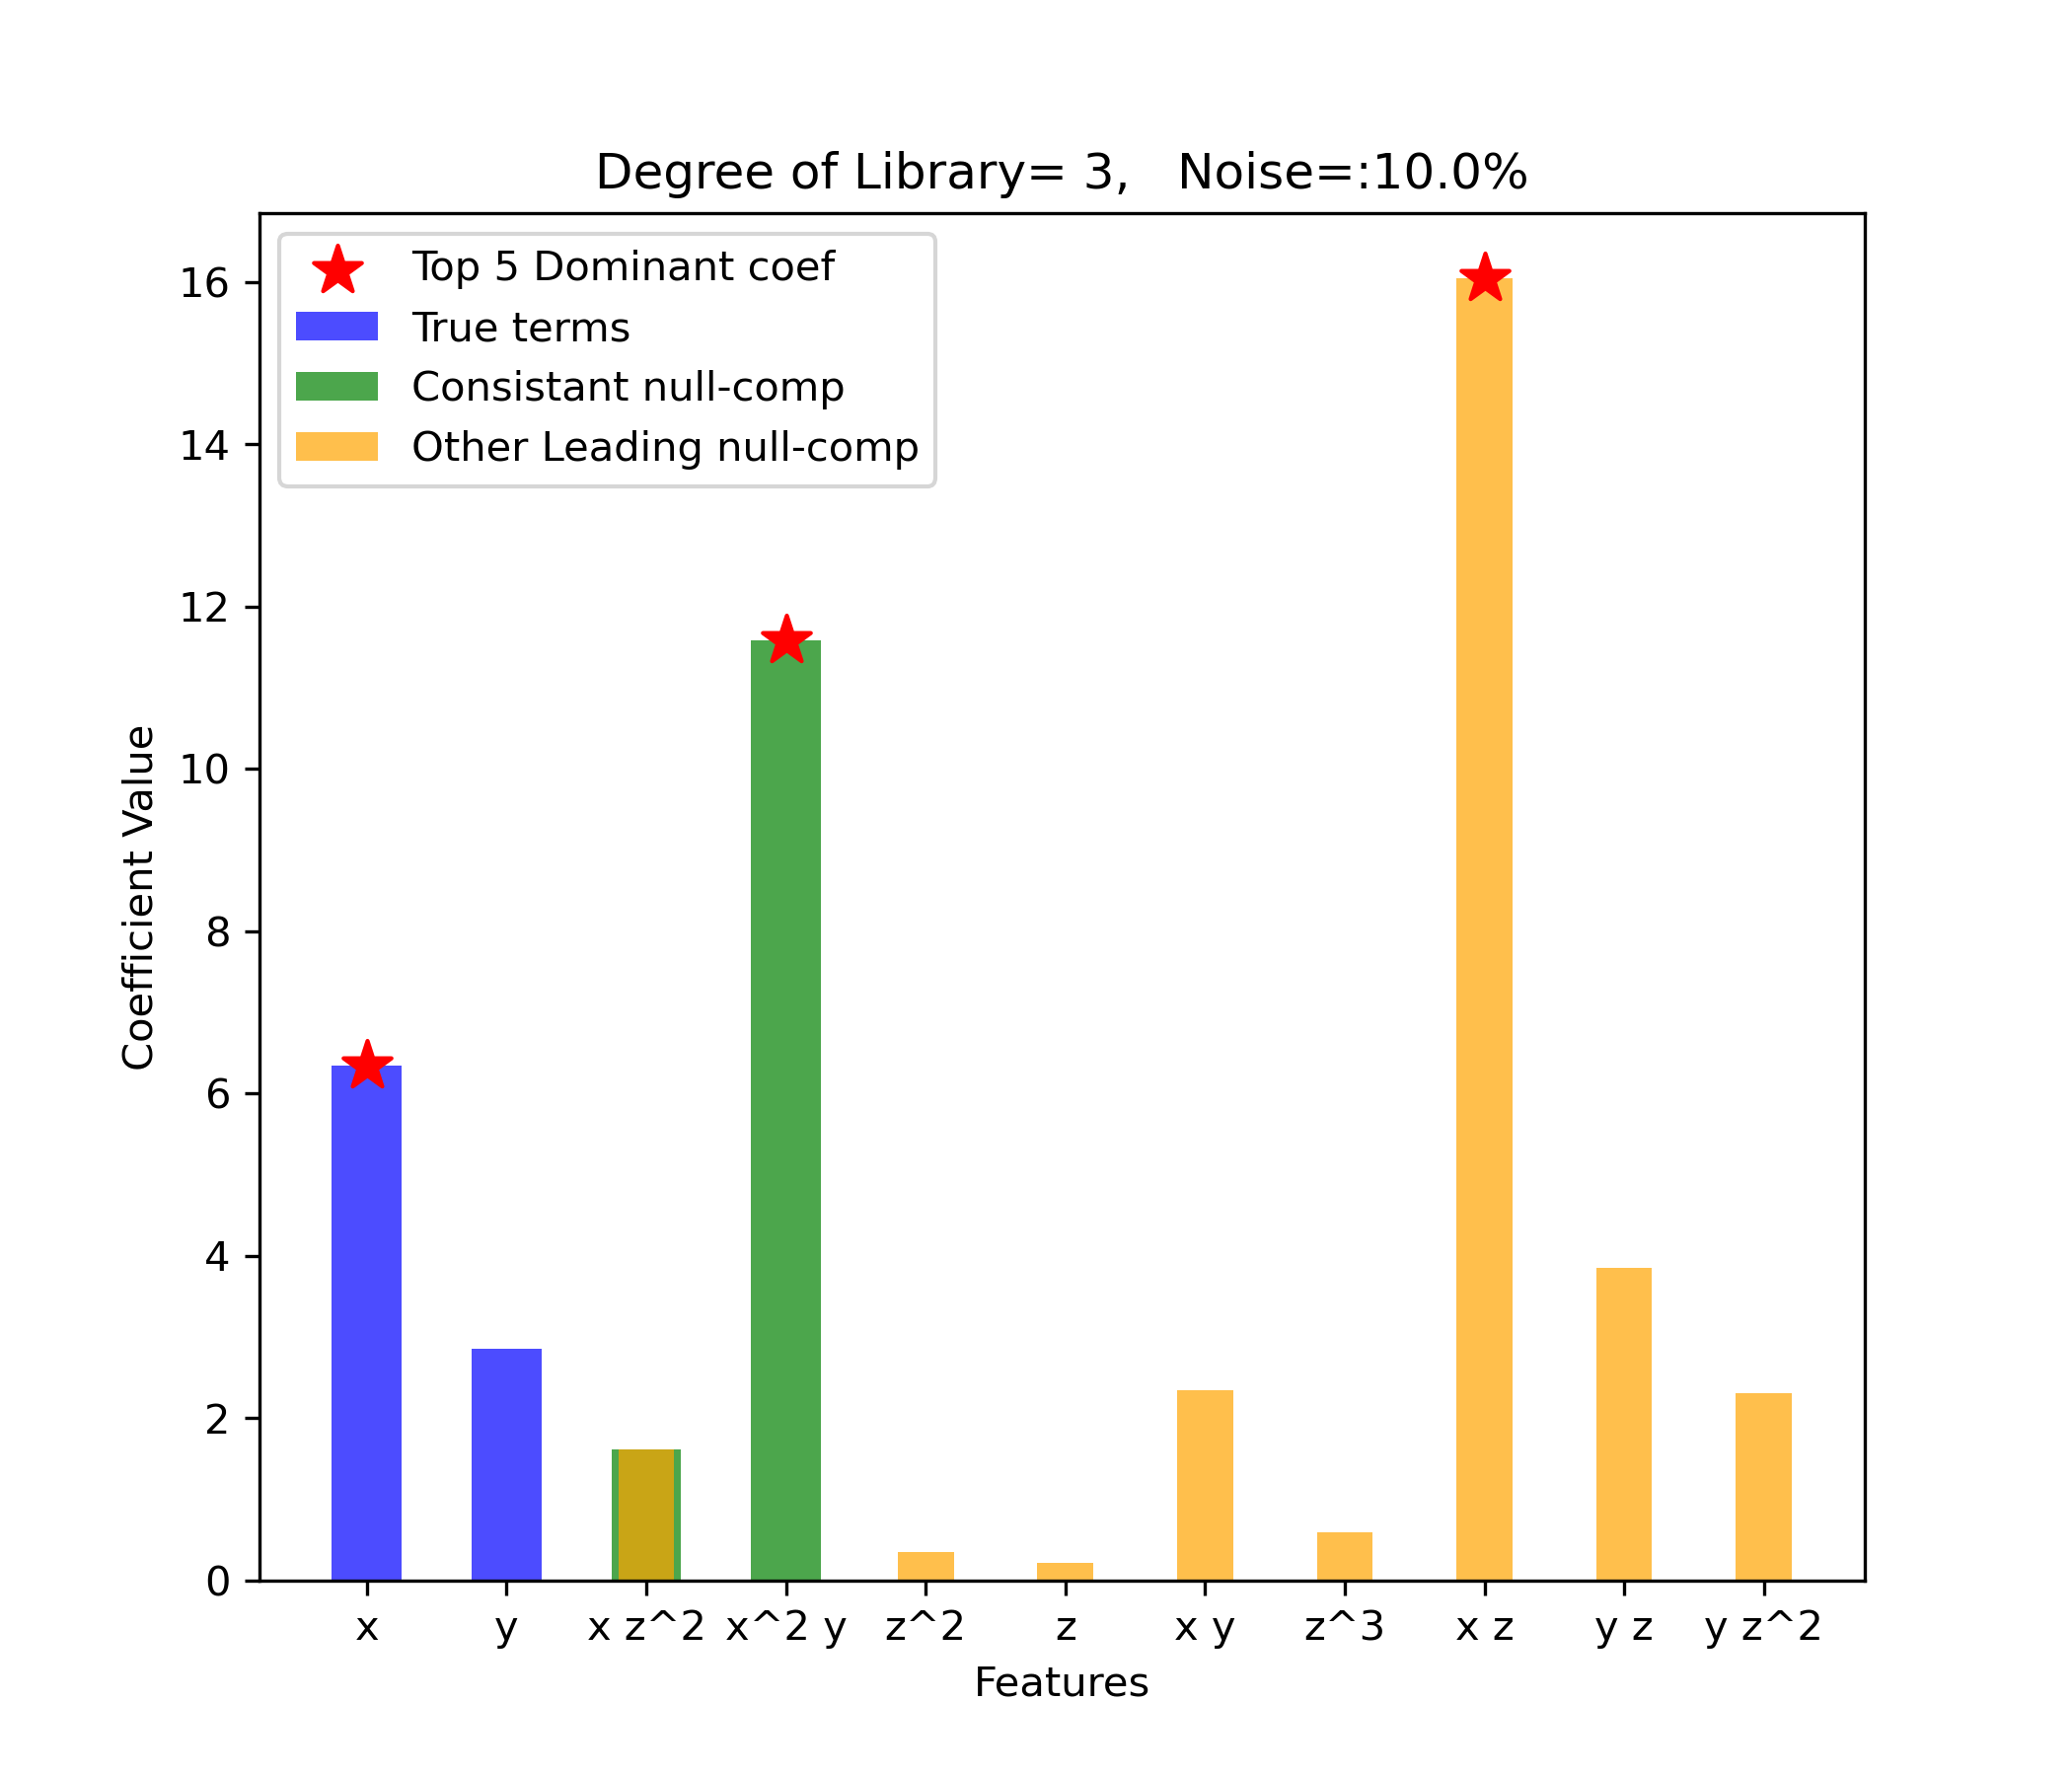 Degree of Library= 3,   Noise=:10.0%
Top 5 Dominant coef
True terms
Consistant null-comp
Other Leading null-comp
Coefficient Value
16
14
12
10
8
6
4
2
0
x y x z^2 x^2 y z^2 z x y z^3 x z y z y z^2
Features